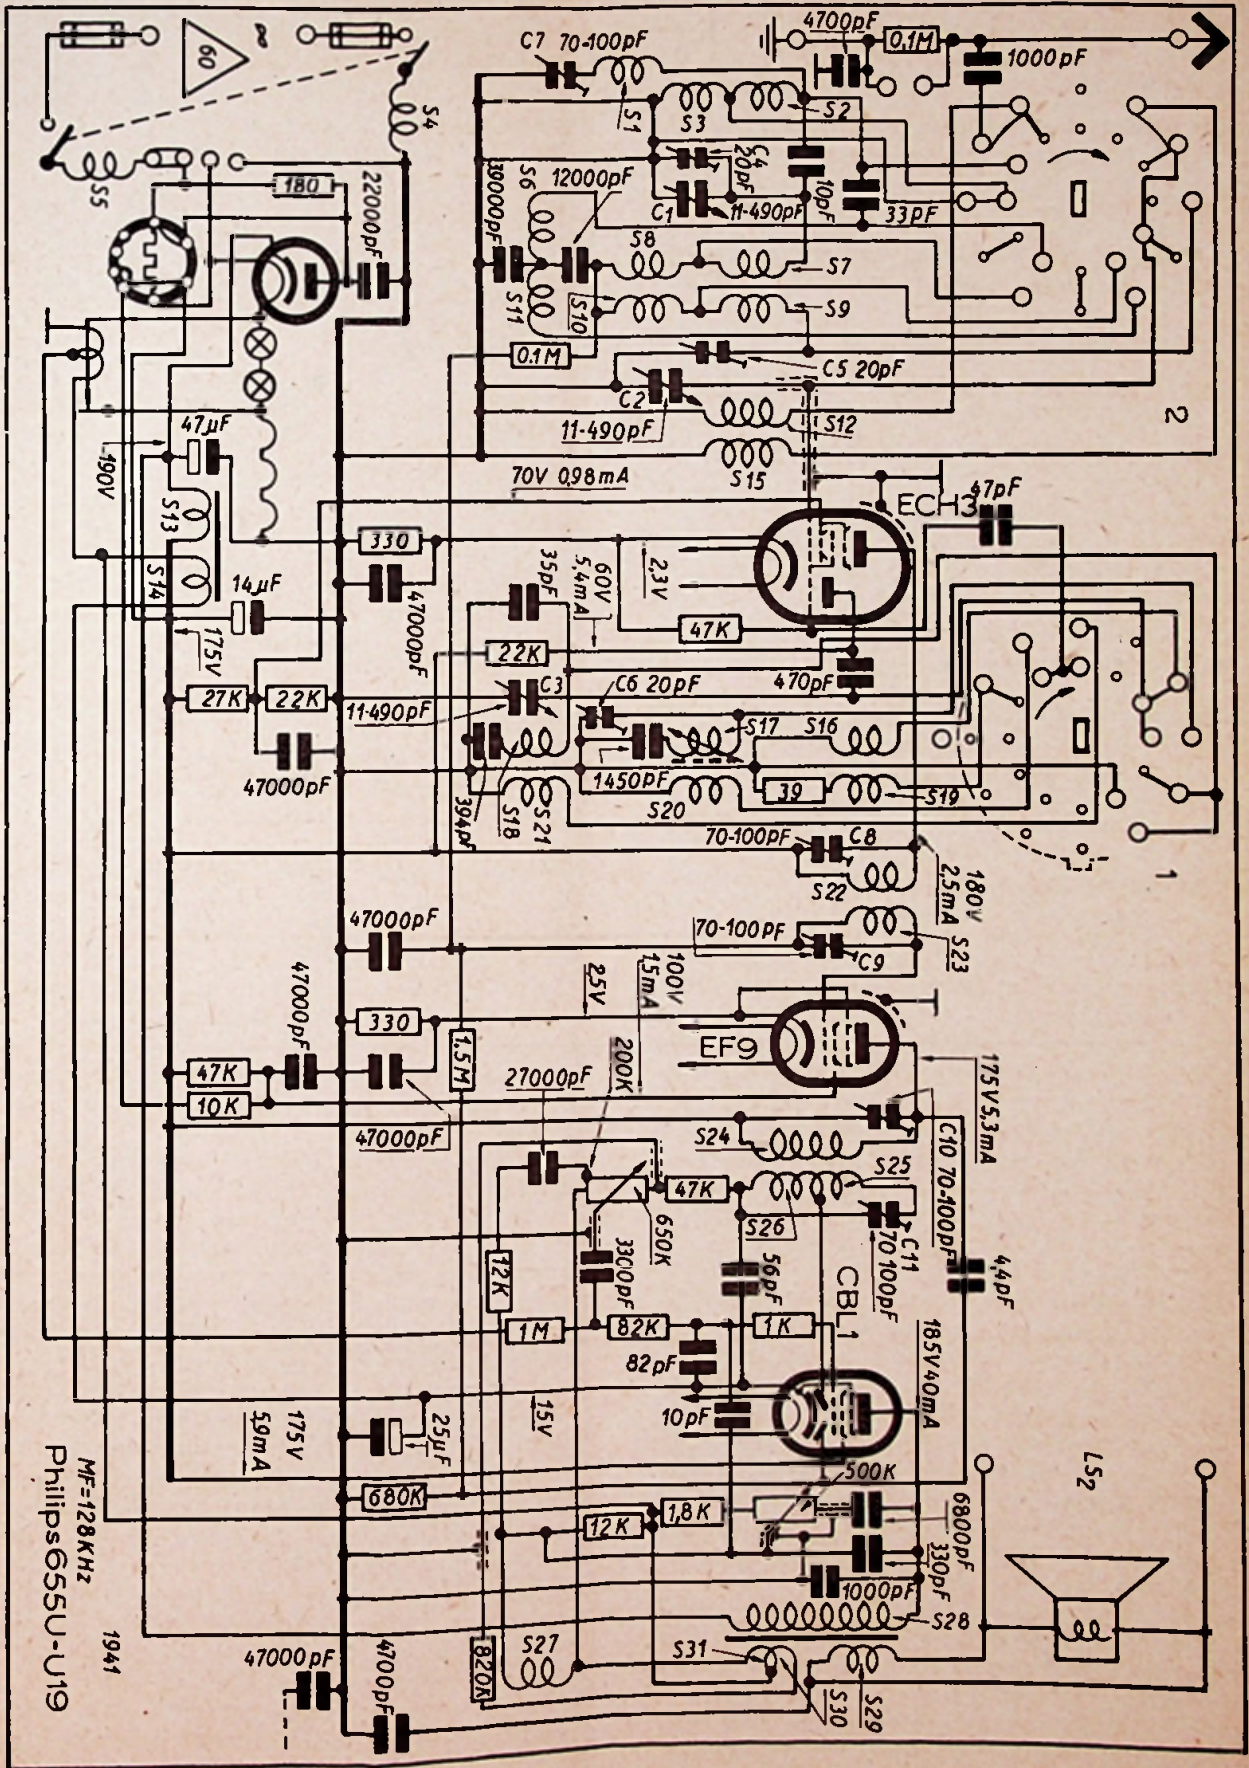 4700pF
0,1M
1000pF
C7 70-100pF
S1
S2
S3
C4
20pF
10pF
33pF
C1
11-490pF
39000pF
S6
12000pF
S8
S7
S11
S10
S9
0.1M
C5 20pF
C2
11-490pF
S12
S15
2
60
S4
S5
180
22000pF
47µF
190V
S13
S14
14µF
175V
70V 0,98mA
ECH3
47pF
330
47000pF
35pF
60V
5,4mA
2,3V
47K
22K
470pF
27K
22K
47000pF
C3
11-490pF
C6 20pF
S17
S16
1450pF
394pF
S18
S21
S20
39
S19
1
70-100pF
C8
S22
180V
2,5mA
47000pF
70-100PF
C9
S23
100V
1,5mA
2,5V
EF9
47000pF
330
1,5M
47K
10K
47000pF
27000pF
200K
175V5,3mA
S24
S25
C10 70-100pF
47K
S26
C11
70 100pF
650K
3300pF
12K
56pF
CBL1
4,4pF
1M
82K
1K
82pF
185V40mA
10pF
15V
25µF
175V
5,9mA
680K
500K
1,8K
12K
6800pF
330pF
1000pF
S28
LS2
820K
S27
S31
S30
S29
47000pF
4700pF
MF=128KHz
1941
Philips655U-U19